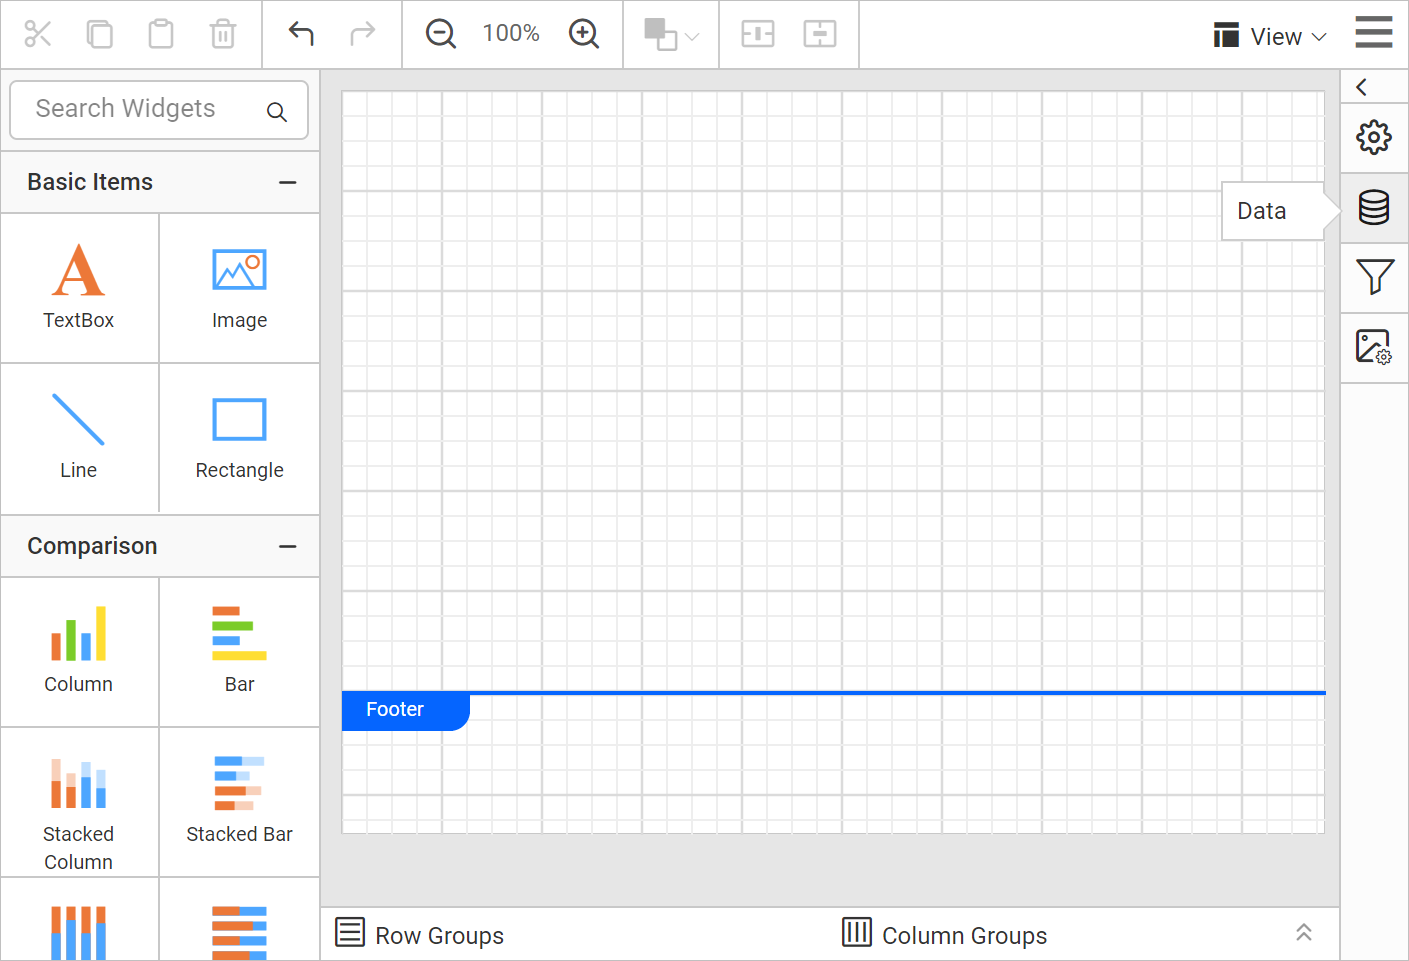 100%
View
Search Widgets
Basic Items
Data
TextBox
Image
Line
Rectangle
Comparison
Column
Bar
Footer
Stacked
Column
Stacked Bar
Row Groups
Column Groups